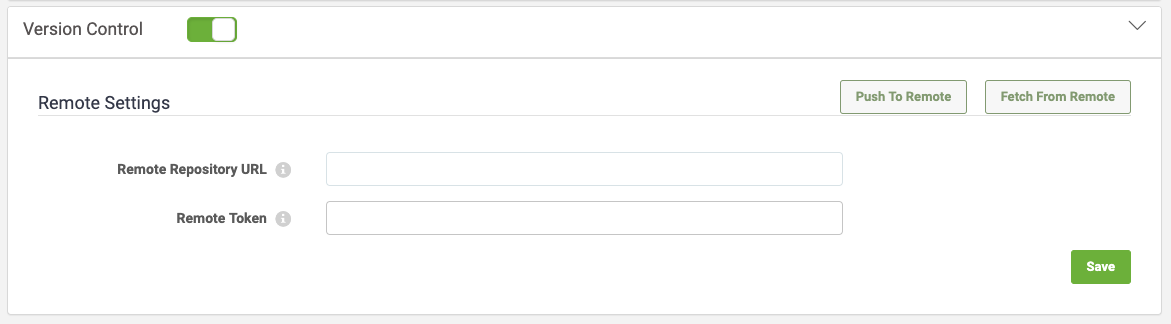 Version Control
Remote Settings
Push To Remote
Fetch From Remote
Remote Repository URL
Remote Token
Save